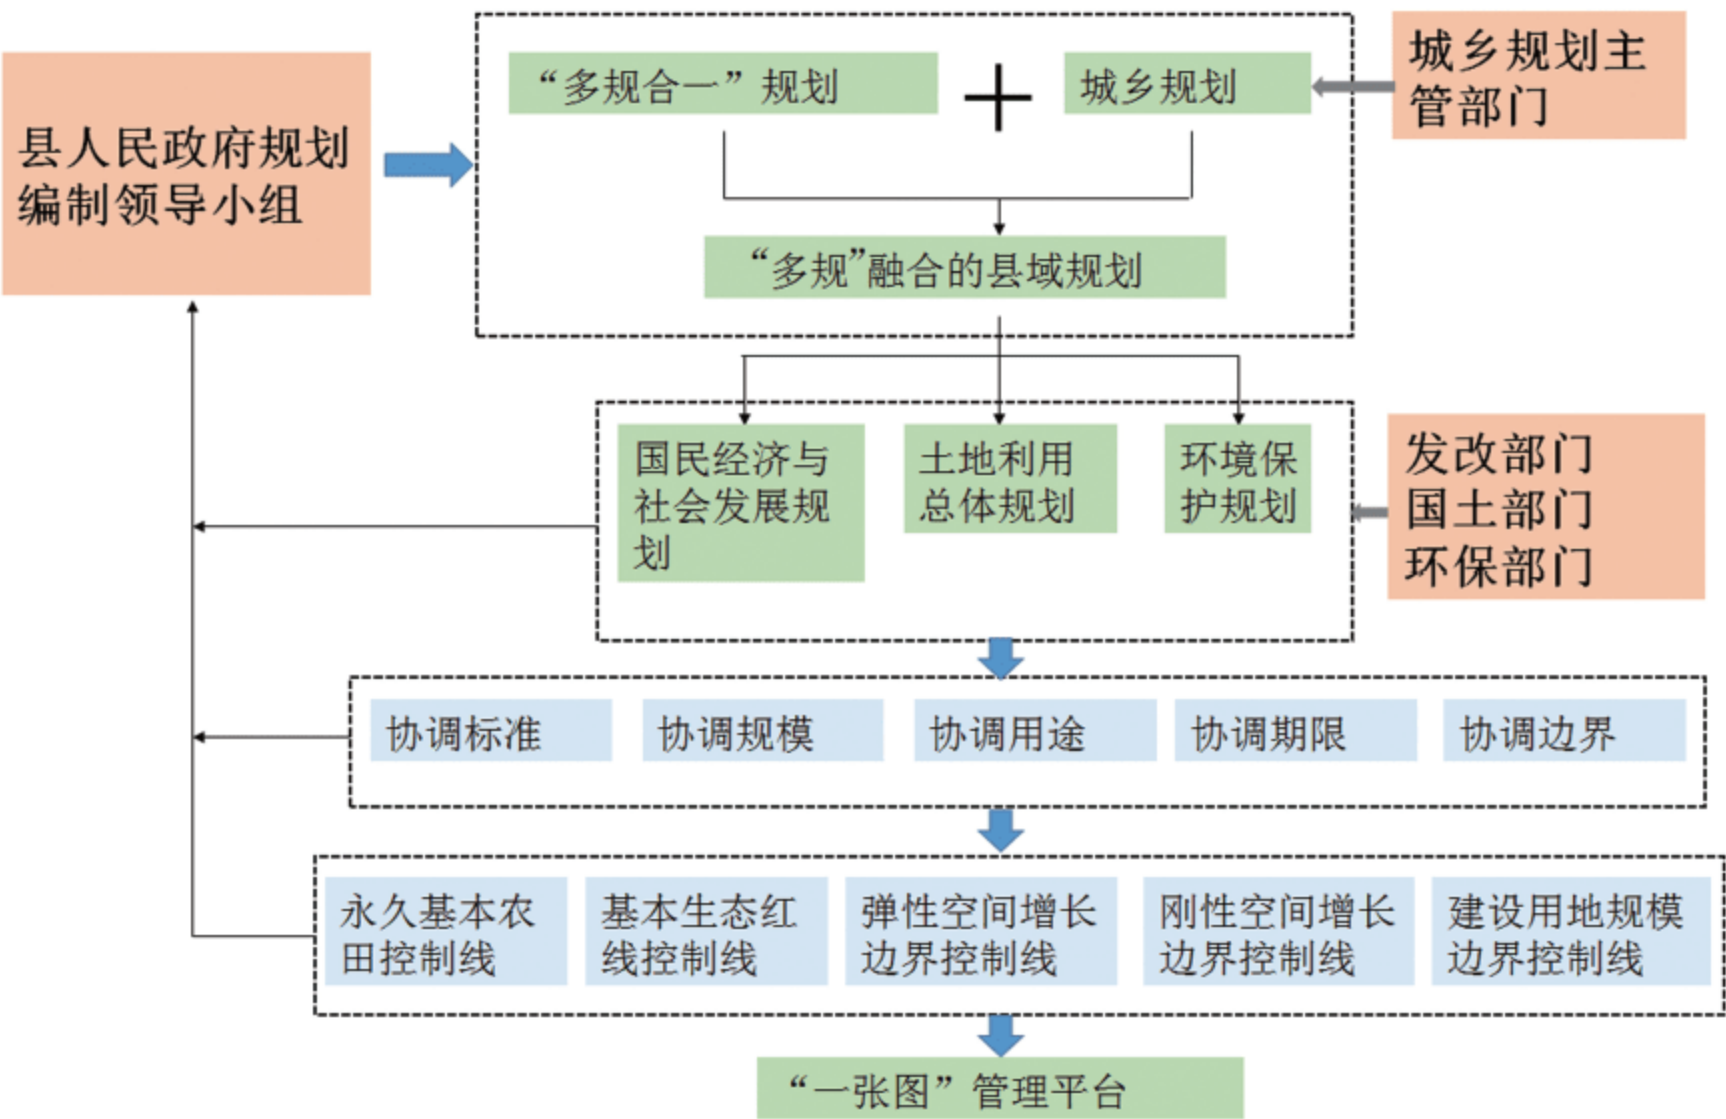 县人民政府规划
编制领导小组
“多规合一”规划
城乡规划
城乡规划主
管部门
“多规”融合的县域规划
国民经济与
社会发展规
划
土地利用
总体规划
环境保
护规划
发改部门
国土部门
环保部门
协调标准
协调规模
协调用途
协调期限
协调边界
永久基本农
田控制线
基本生态红
线控制线
弹性空间增长
边界控制线
刚性空间增长
边界控制线
建设用地规模
边界控制线
“一张图”管理平台